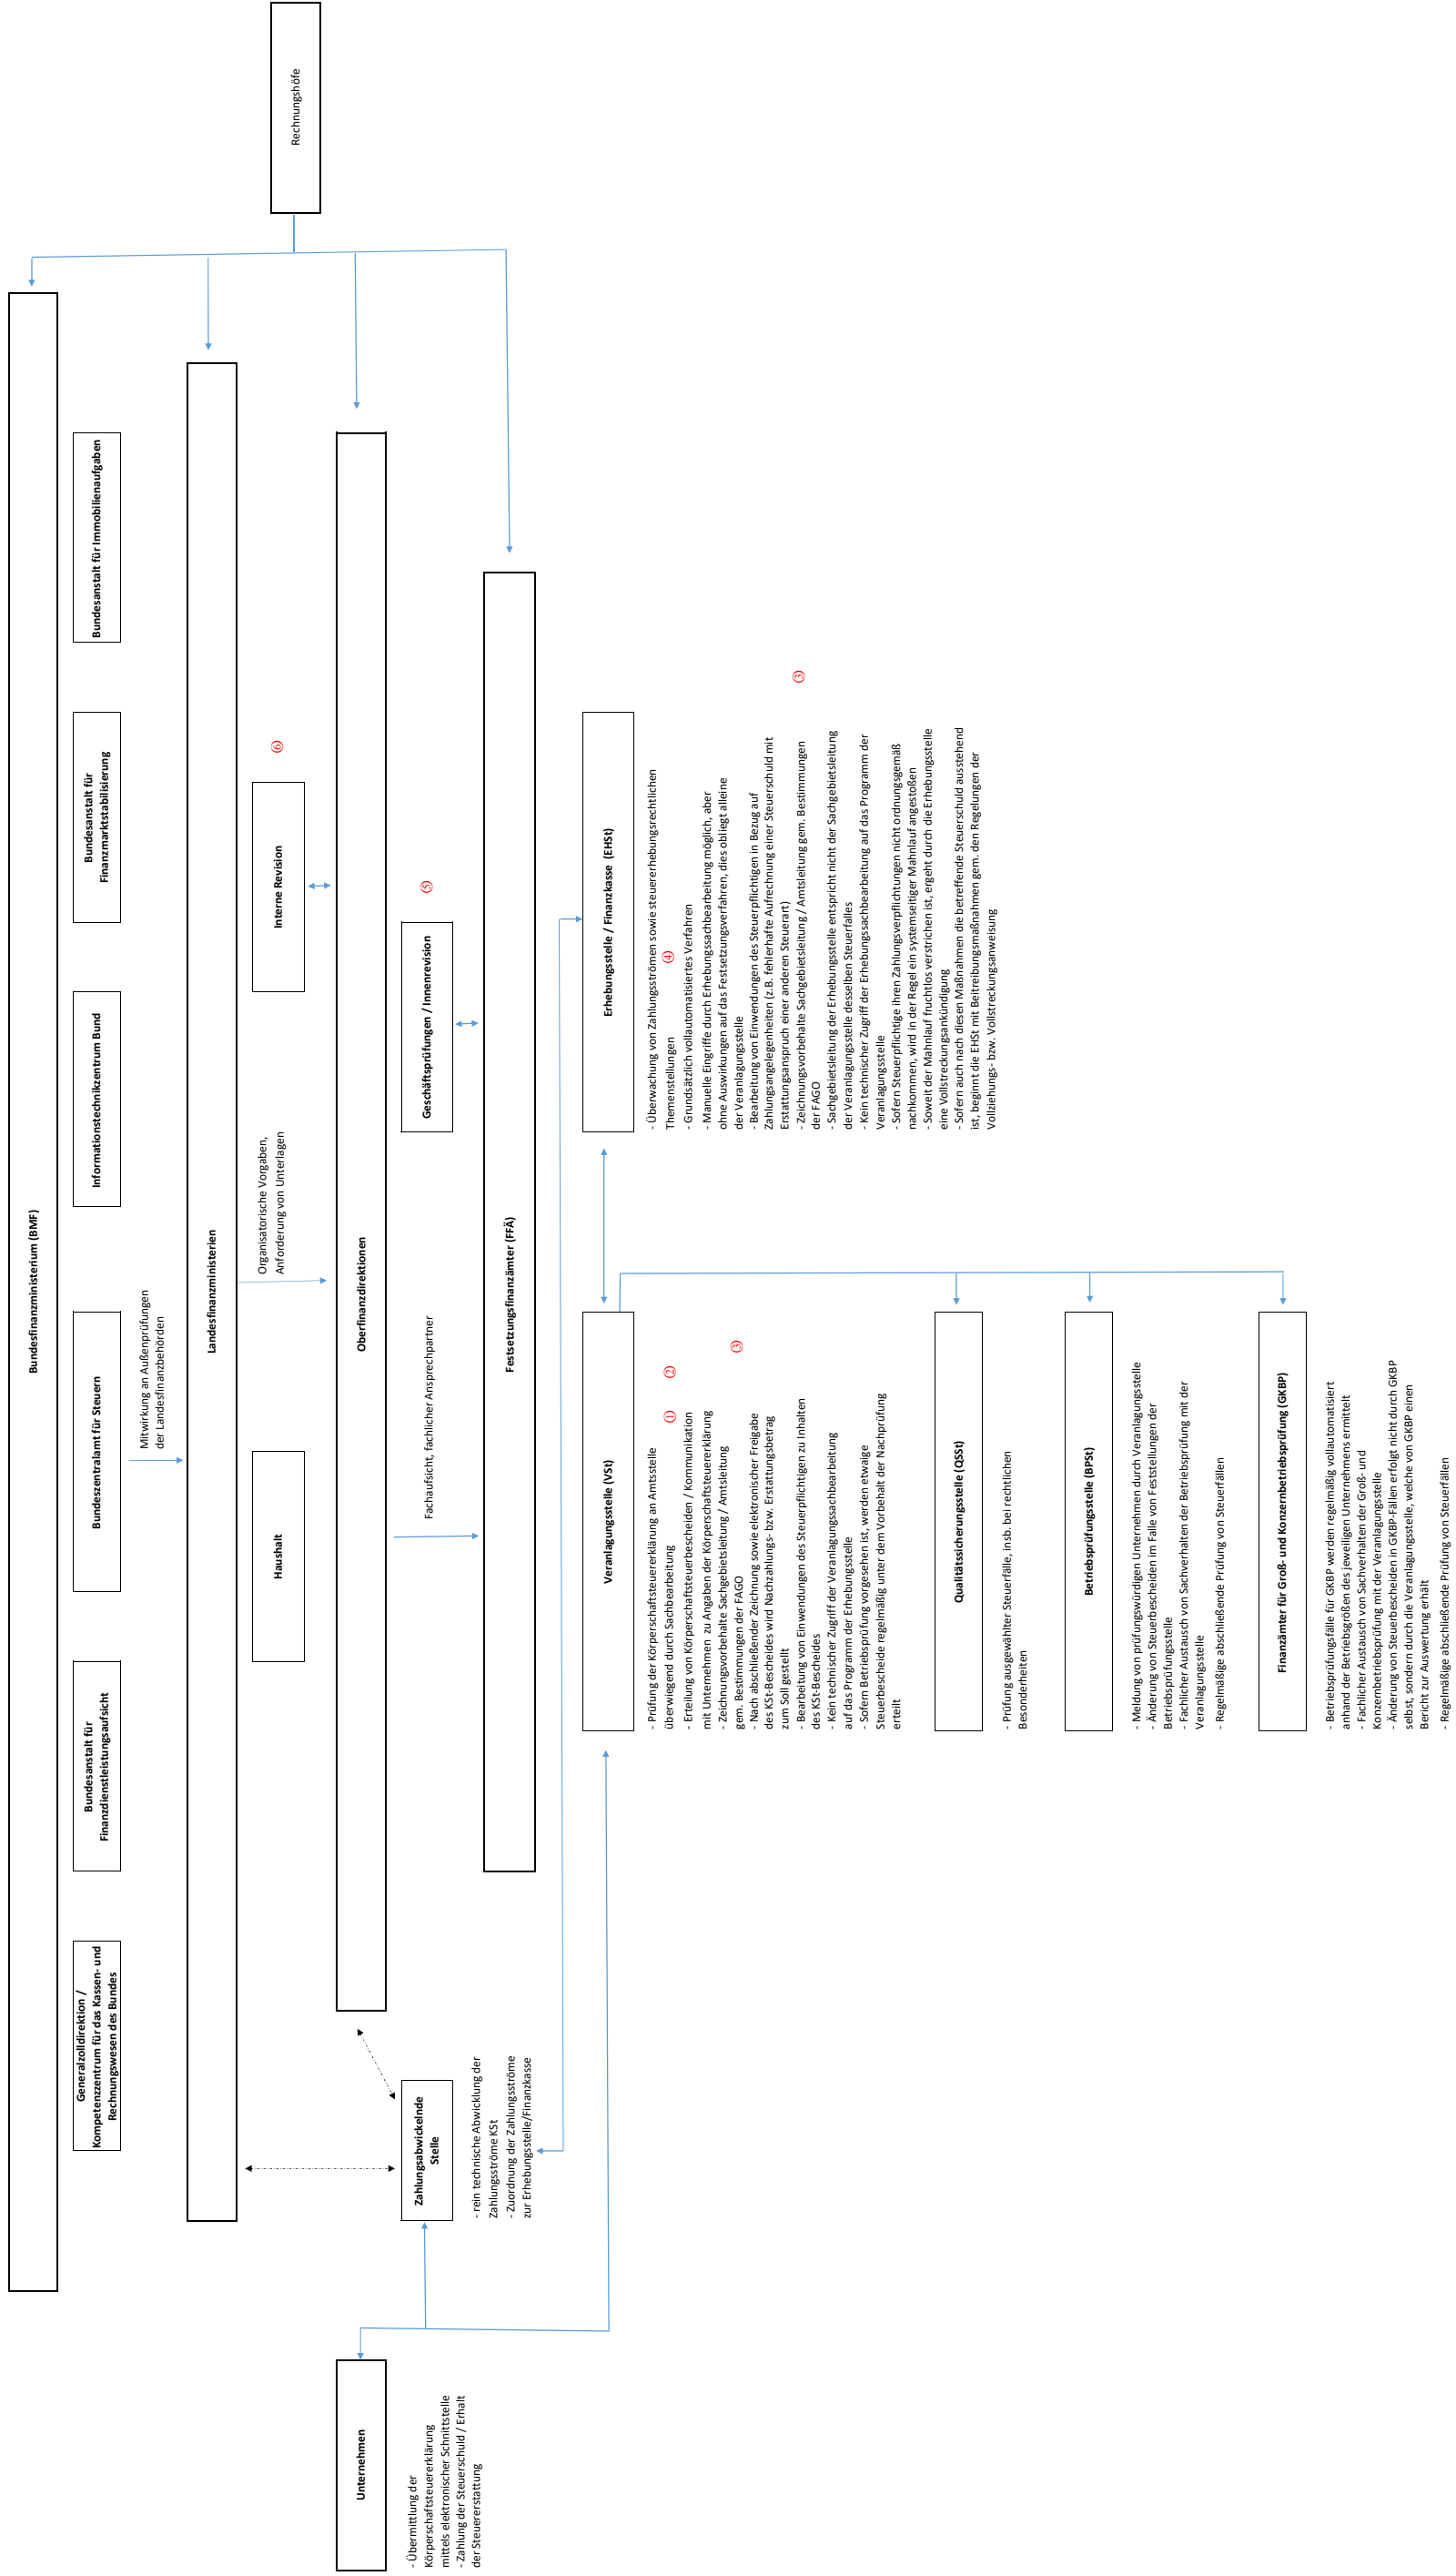 Bundesfinanzministerium (BMF)
Generalzolldirektion /
Kompetenzzentrum für das Kassen- und
Rechnungswesen des Bundes
Bundesanstalt für
Finanzdienstleistungsaufsicht
Bundeszentralamt für Steuern
Informationstechnikzentrum Bund
Bundesanstalt für
Finanzmarktstabilisierung
Bundesanstalt für Immobilienaufgaben
Mitwirkung an Außenprüfungen
der Landesfinanzbehörden
Landesfinanzministerien
Rechnungshöfe
Haushalt
Organisatorische Vorgaben,
Anforderung von Unterlagen
Interne Revision
⑥
Unternehmen
- Übermittlung der
Körperschaftsteuererklärung
mittels elektronischer Schnittstelle
- Zahlung der Steuerschuld / Erhalt
der Steuererstattung
Oberfinanzdirektionen
Zahlungsabwickelnde
Stelle
- rein technische Abwicklung der
Zahlungsströme KSt
- Zuordnung der Zahlungsströme
zur Erhebungsstelle/Finanzkasse
Fachaufsicht, fachlicher Ansprechpartner
Geschäftsprüfungen / Innenrevision
⑤
Festsetzungsfinanzämter (FFÄ)
Veranlagungsstelle (VSt)
- Prüfung der Körperschaftsteuererklärung an Amtsstelle
überwiegend durch Sachbearbeitung ① ②
- Erteilung von Körperschaftsteuerbescheiden / Kommunikation
mit Unternehmen zu Angaben der Körperschaftsteuererklärung
- Zeichnungsvorbehalte Sachgebietsleitung / Amtsleitung
gem. Bestimmungen der FAGO ③
- Nach abschließender Zeichnung sowie elektronischer Freigabe
des KSt-Bescheides wird Nachzahlungs- bzw. Erstattungsbetrag
zum Soll gestellt
- Bearbeitung von Einwendungen des Steuerpflichtigen zu Inhalten
des KSt-Bescheides
- Kein technischer Zugriff der Veranlagungssachbearbeitung
auf das Programm der Erhebungsstelle
- Sofern Betriebsprüfung vorgesehen ist, werden etwaige
Steuerbescheide regelmäßig unter dem Vorbehalt der Nachprüfung
erteilt
Erhebungsstelle / Finanzkasse (EHSt)
- Überwachung von Zahlungsströmen sowie steuererhebungsrechtlichen
Themenstellungen ④
- Grundsätzlich vollautomatisiertes Verfahren
- Manuelle Eingriffe durch Erhebungssachbearbeitung möglich, aber
ohne Auswirkungen auf das Festsetzungsverfahren, dies obliegt alleine
der Veranlagungsstelle
- Bearbeitung von Einwendungen des Steuerpflichtigen in Bezug auf
Zahlungsangelegenheiten (z.B. fehlerhafte Aufrechnung einer Steuerschuld mit
Erstattungsanspruch einer anderen Steuerart)
- Zeichnungsvorbehalte Sachgebietsleitung / Amtsleitung gem. Bestimmungen ③
der FAGO
- Sachgebietsleitung der Erhebungsstelle entspricht nicht der Sachgebietsleitung
der Veranlagungsstelle desselben Steuerfalles
- Kein technischer Zugriff der Erhebungssachbearbeitung auf das Programm der
Veranlagungsstelle
- Sofern Steuerpflichtige ihren Zahlungsverpflichtungen nicht ordnungsgemäß
nachkommen, wird in der Regel ein systemseitiger Mahnlauf angestoßen
- Soweit der Mahnlauf fruchtlos verstrichen ist, ergeht durch die Erhebungsstelle
eine Vollstreckungsankündigung
- Sofern auch nach diesen Maßnahmen die betreffende Steuerschuld ausstehend
ist, beginnt die EHSt mit Beitreibungsmaßnahmen gem. den Regelungen der
Vollziehungs- bzw. Vollstreckungsanweisung
Qualitätssicherungsstelle (QSSt)
- Prüfung ausgewählter Steuerfälle, insb. bei rechtlichen
Besonderheiten
Betriebsprüfungsstelle (BPSt)
- Meldung von prüfungswürdigen Unternehmen durch Veranlagungsstelle
- Änderung von Steuerbescheiden im Falle von Feststellungen der
Betriebsprüfungsstelle
- Fachlicher Austausch von Sachverhalten der Betriebsprüfung mit der
Veranlagungsstelle
- Regelmäßige abschließende Prüfung von Steuerfällen
Finanzämter für Groß- und Konzernbetriebsprüfung (GKBP)
- Betriebsprüfungsfälle für GKBP werden regelmäßig vollautomatisiert
anhand der Betriebsgrößen des jeweiligen Unternehmens ermittelt
- Fachlicher Austausch von Sachverhalten der Groß- und
Konzernbetriebsprüfung mit der Veranlagungsstelle
- Änderung von Steuerbescheiden in GKBP-Fällen erfolgt nicht durch GKBP
selbst, sondern durch die Veranlagungsstelle, welche von GKBP einen
Bericht zur Auswertung erhält
- Regelmäßige abschließende Prüfung von Steuerfällen